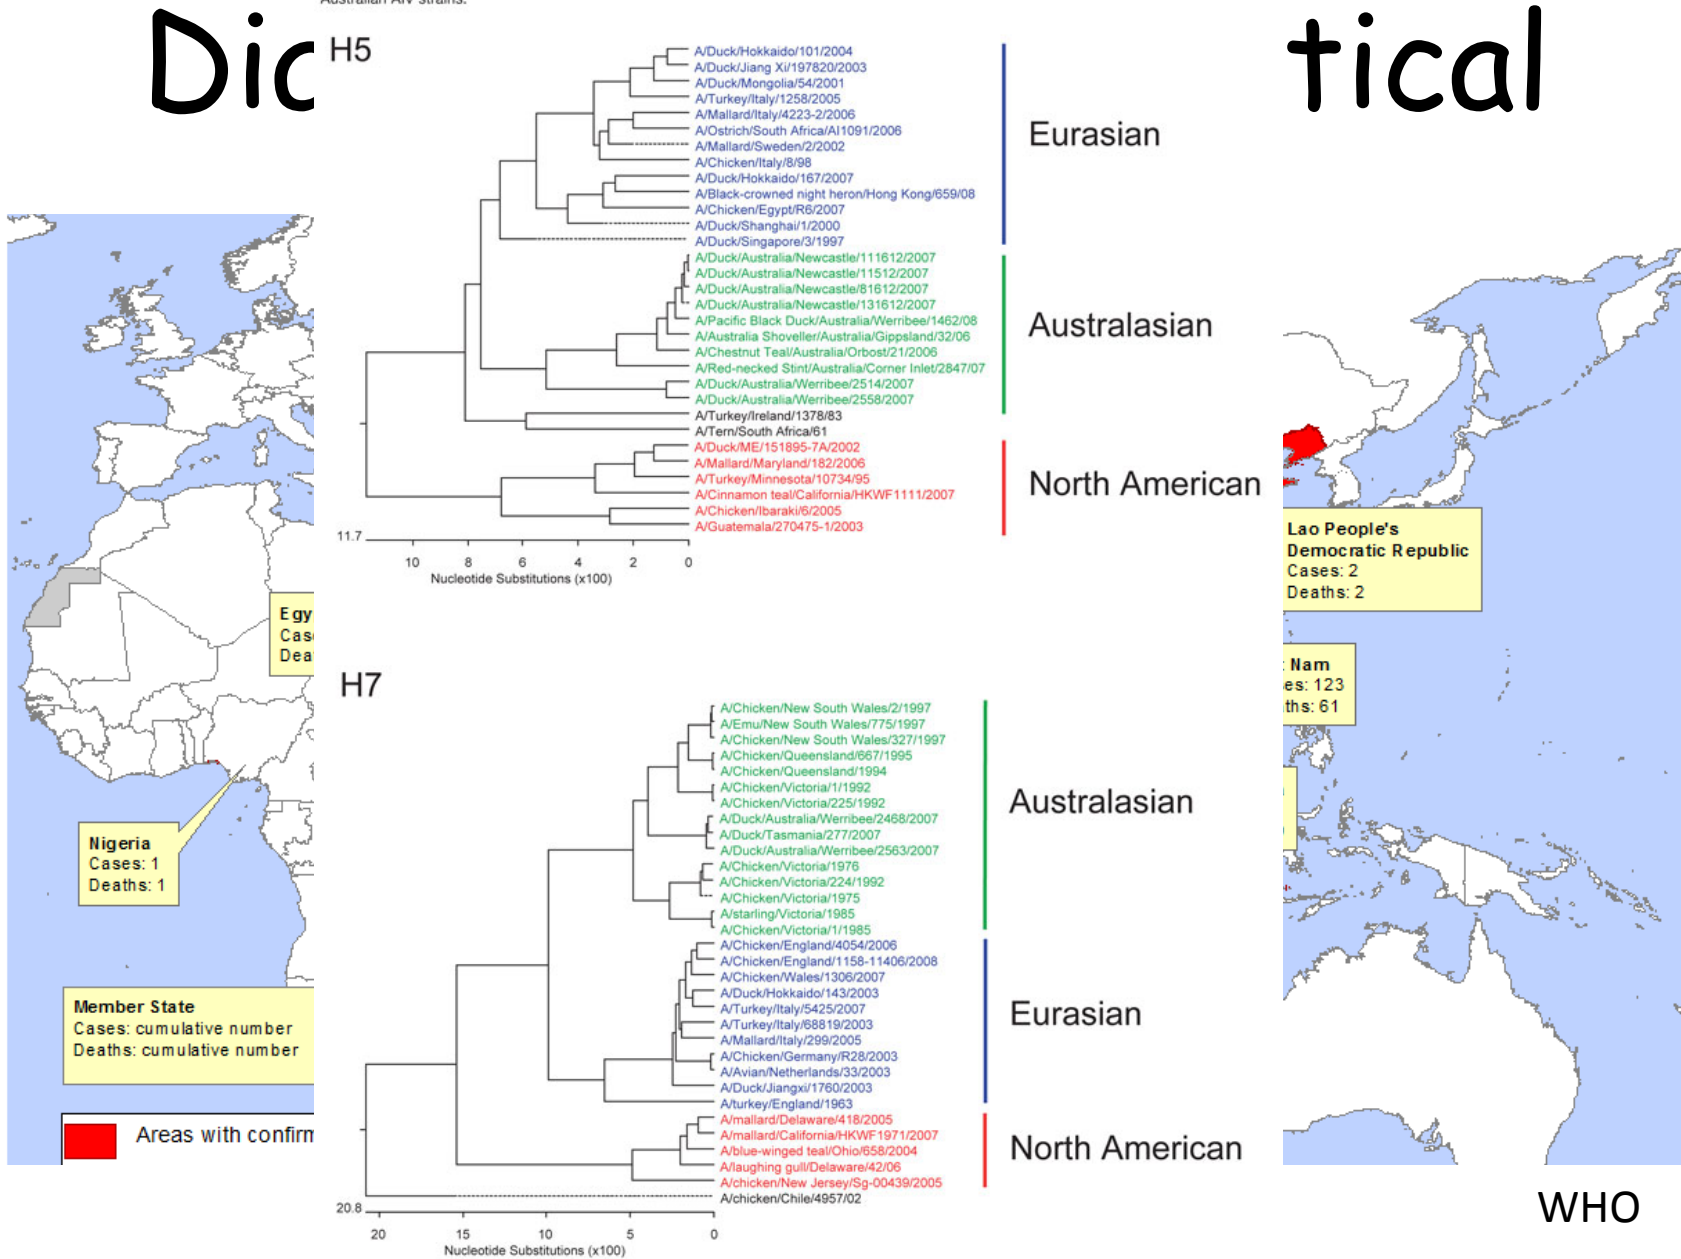 Australian AIV strains.
Dic
tical
H5
A/Duck/Hokkaido/101/2004
A/Duck/Jiang Xi/197820/2003
A/Duck/Mongolia/54/2001
A/Turkey/Italy/1258/2005
A/Mallard/Italy/4223-2/2006
A/Ostrich/South Africa/AI1091/2006
A/Mallard/Sweden/2/2002
A/Chicken/Italy/8/98
A/Duck/Hokkaido/167/2007
A/Black-crowned night heron/Hong Kong/659/08
A/Chicken/Egypt/R6/2007
A/Duck/Shanghai/1/2000
A/Duck/Singapore/3/1997
Eurasian
A/Duck/Australia/Newcastle/111612/2007
A/Duck/Australia/Newcastle/11512/2007
A/Duck/Australia/Newcastle/81612/2007
A/Duck/Australia/Newcastle/131612/2007
A/Pacific Black Duck/Australia/Werribee/1462/08
A/Australia Shoveller/Australia/Gippsland/32/06
A/Chestnut Teal/Australia/Orbost/21/2006
A/Red-necked Stint/Australia/Corner Inlet/2847/07
A/Duck/Australia/Werribee/2514/2007
A/Duck/Australia/Werribee/2558/2007
Australasian
A/Turkey/Ireland/1378/83
A/Tern/South Africa/61
A/Duck/ME/151895-7A/2002
A/Mallard/Maryland/182/2006
A/Turkey/Minnesota/10734/95
A/Cinnamon teal/California/HKWF1111/2007
A/Chicken/Ibaraki/6/2005
A/Guatemala/270475-1/2003
North American
11.7
10 8 6 4 2 0
Nucleotide Substitutions (x100)
Lao People's
Democratic Republic
Cases: 2
Deaths: 2
Egy
Cas
Dea
Nam
es: 123
ths: 61
H7
A/Chicken/New South Wales/2/1997
A/Emu/New South Wales/775/1997
A/Chicken/New South Wales/327/1997
A/Chicken/Queensland/667/1995
A/Chicken/Queensland/1994
A/Chicken/Victoria/1/1992
A/Chicken/Victoria/225/1992
A/Duck/Australia/Werribee/2468/2007
A/Duck/Tasmania/277/2007
A/Duck/Australia/Werribee/2563/2007
A/Chicken/Victoria/1976
A/Chicken/Victoria/224/1992
A/Chicken/Victoria/1975
A/starling/Victoria/1985
A/Chicken/Victoria/1/1985
Australasian
A/Chicken/England/4054/2006
A/Chicken/England/1158-11406/2008
A/Chicken/Wales/1306/2007
A/Duck/Hokkaido/143/2003
A/Turkey/Italy/5425/2007
A/Turkey/Italy/68819/2003
A/Mallard/Italy/299/2005
A/Chicken/Germany/R28/2003
A/Avian/Netherlands/33/2003
A/Duck/Jiangxi/1760/2003
A/turkey/England/1963
Eurasian
A/mallard/Delaware/418/2005
A/mallard/California/HKWF1971/2007
A/blue-winged teal/Ohio/658/2004
A/laughing gull/Delaware/42/06
A/chicken/New Jersey/Sg-00439/2005
North American
A/chicken/Chile/4957/02
20.8
20 15 10 5 0
Nucleotide Substitutions (x100)
Nigeria
Cases: 1
Deaths: 1
Member State
Cases: cumulative number
Deaths: cumulative number
Areas with confirm
WHO